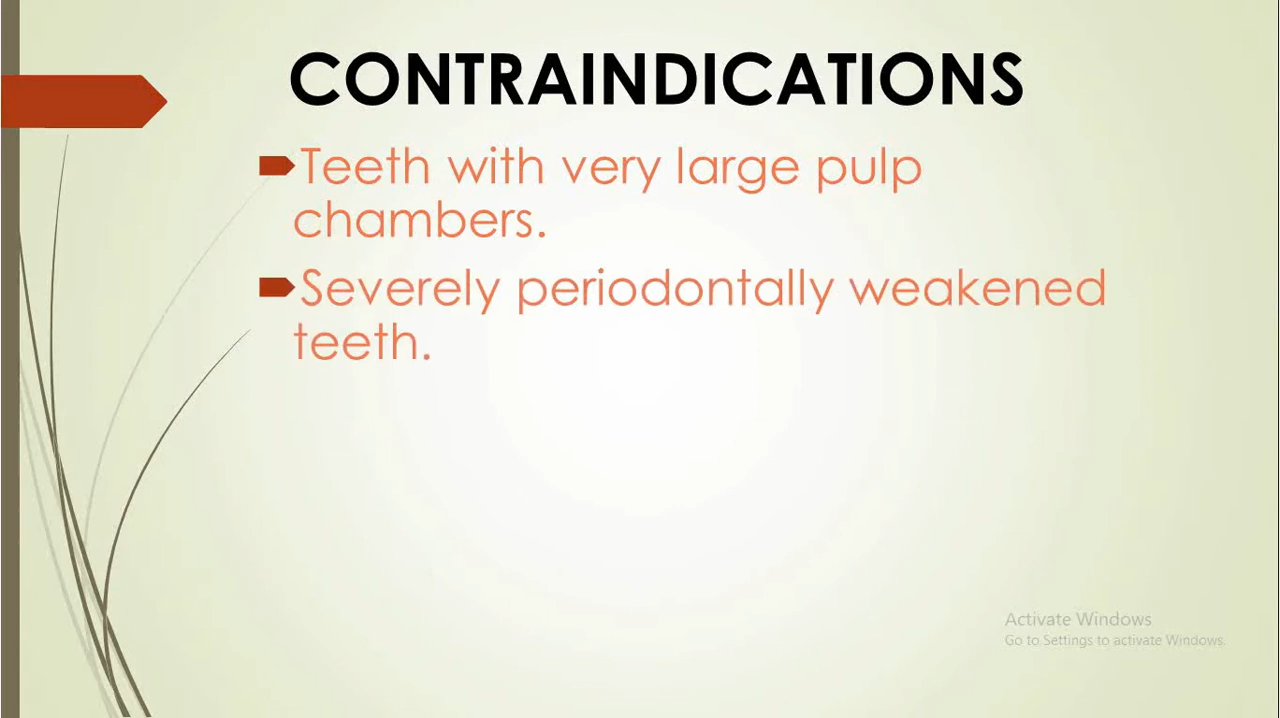 CONTRAINDICATIONS
Teeth with very large pulp
chambers.
Severely periodontally weakened
teeth.
Activate Windows
Go to Settings to activate Windows.